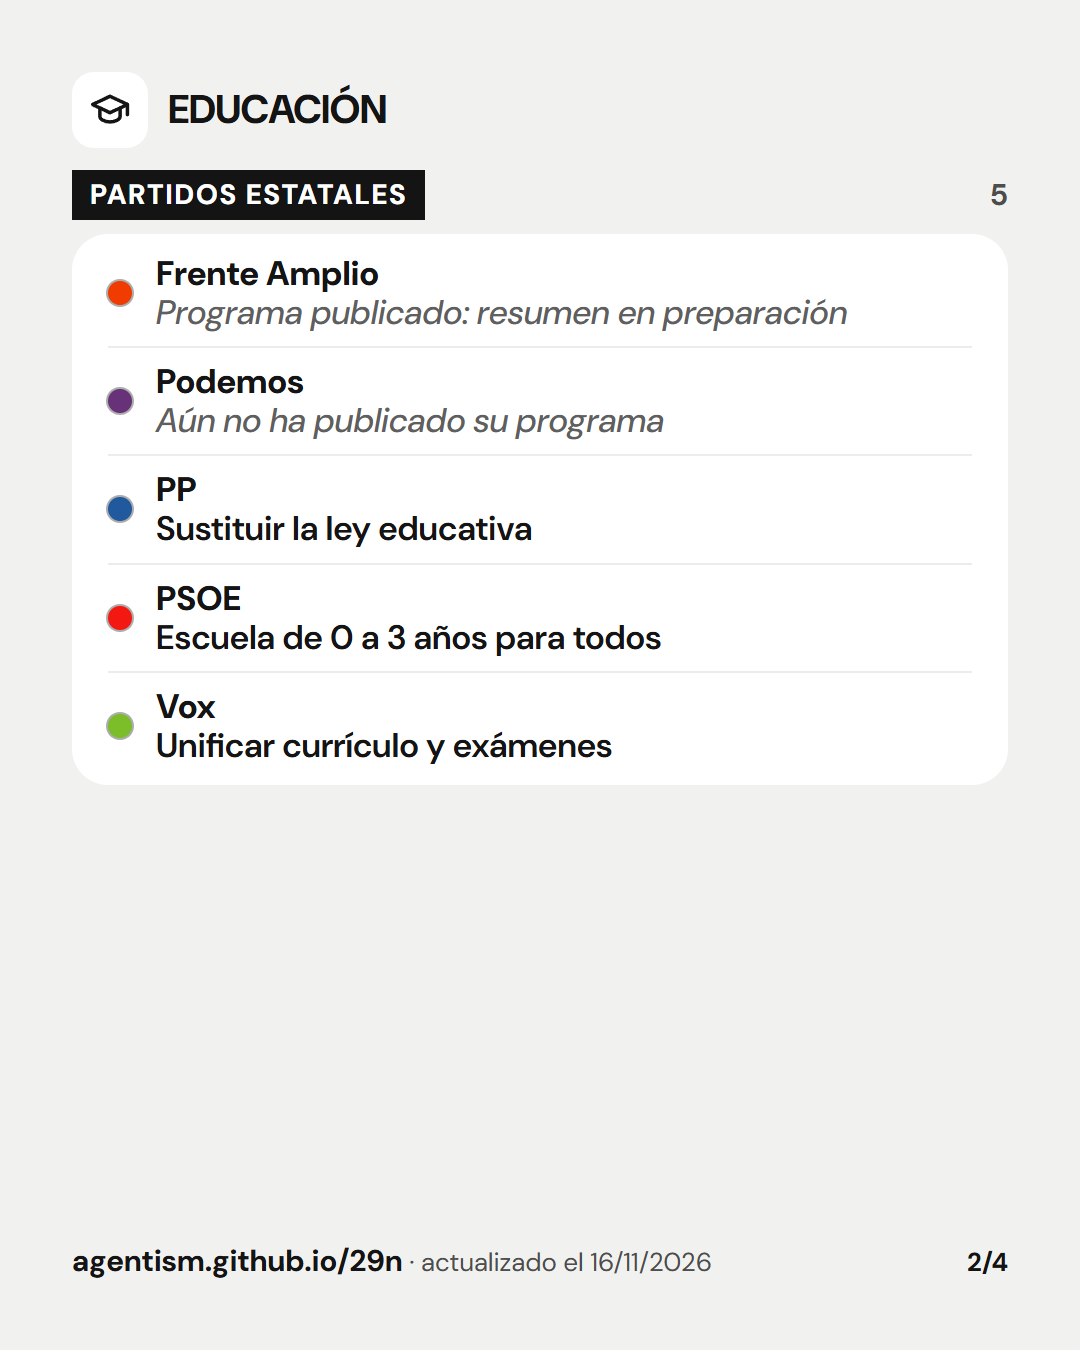 EDUCACIÓN
PARTIDOS ESTATALES
5
Frente Amplio
Programa publicado: resumen en preparación
Podemos
Aún no ha publicado su programa
PP
Sustituir la ley educativa
PSOE
Escuela de 0 a 3 años para todos
Vox
Unificar currículo y exámenes
agentism.github.io/29n · actualizado el 16/11/2026
2/4